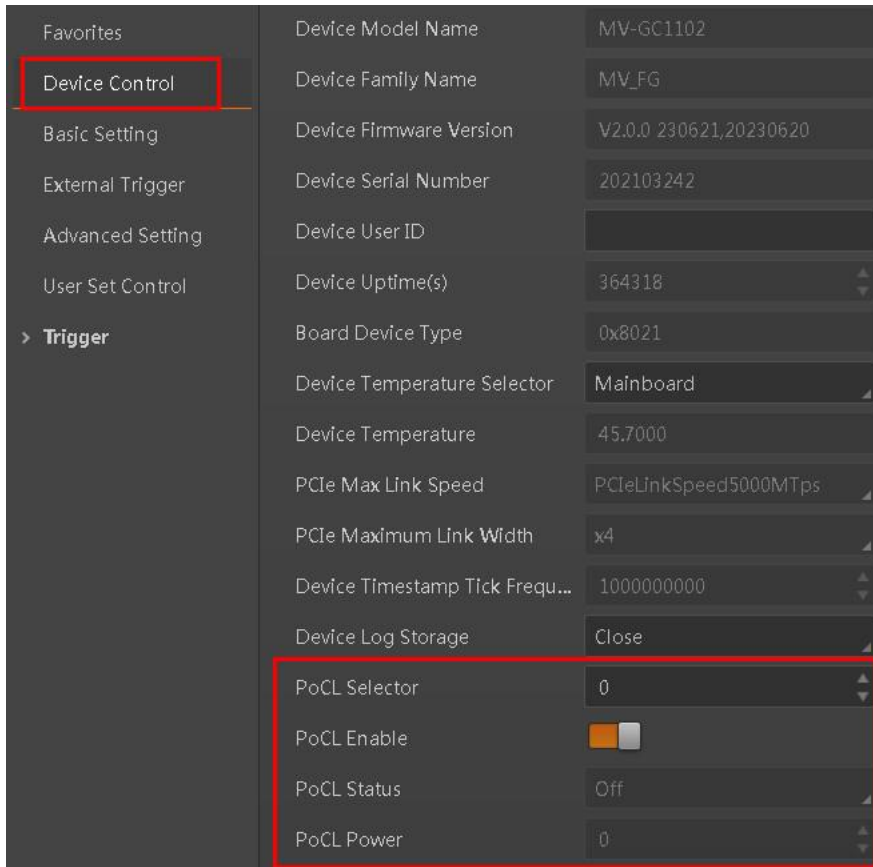 Favorites
Device Control
Basic Setting
External Trigger
Advanced Setting
User Set Control
> Trigger
Device Model Name MV-GC1102
Device Family Name MV_FG
Device Firmware Version V2.0.0 230621,20230620
Device Serial Number 202103242
Device User ID
Device Uptime(s) 364318
Board Device Type 0x8021
Device Temperature Selector Mainboard
Device Temperature 45.7000
PCIe Max Link Speed PCIeLinkSpeed5000MTps
PCIe Maximum Link Width x4
Device Timestamp Tick Frequ... 1000000000
Device Log Storage Close
PoCL Selector 0
PoCL Enable
PoCL Status Off
PoCL Power 0